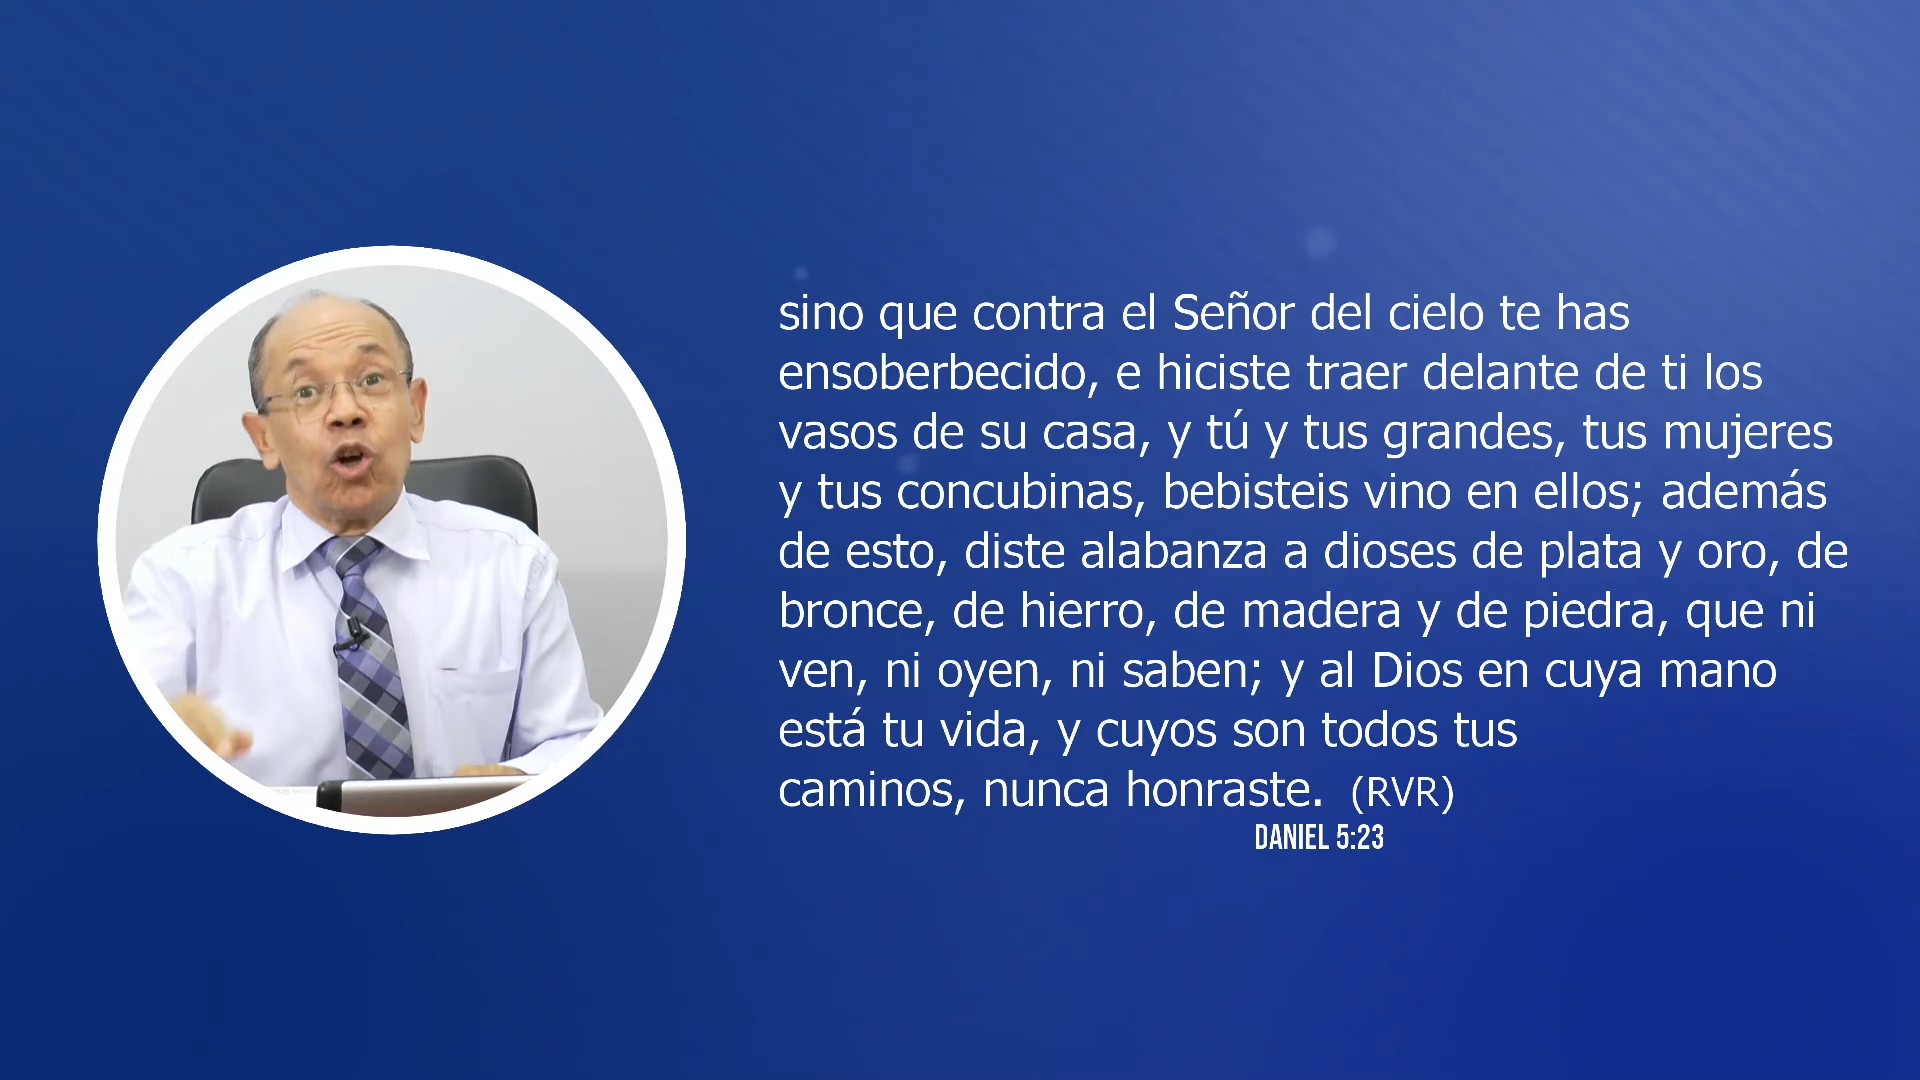 sino que contra el Señor del cielo te has
ensoberbecido, e hiciste traer delante de ti los
vasos de su casa, y tú y tus grandes, tus mujeres
y tus concubinas, bebisteis vino en ellos; además
de esto, diste alabanza a dioses de plata y oro, de
bronce, de hierro, de madera y de piedra, que ni
ven, ni oyen, ni saben; y al Dios en cuya mano
está tu vida, y cuyos son todos tus
caminos, nunca honraste. (RVR)
DANIEL 5:23